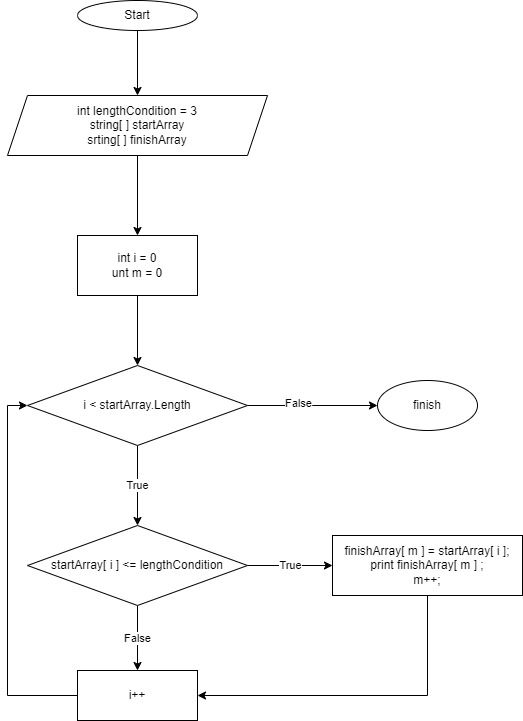 Start
int lengthCondition = 3
string[ ] startArray
srting[ ] finishArray
int i = 0
unt m = 0
i < startArray.Length
False
finish
True
startArray[ i ] <= lengthCondition
True
finishArray[ m ] = startArray[ i ];
print finishArray[ m ] ;
m++;
False
i++